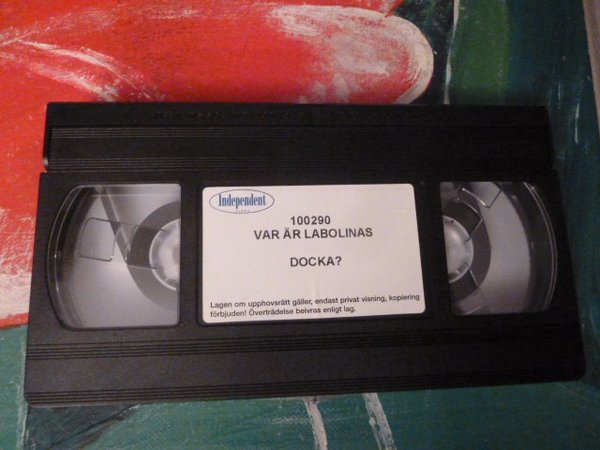 Independent
100290
VAR ÄR LABOLINAS
DOCKA?
Lagen om upphovsrätt gäller, endast privat visning, kopiering
förbjuden! Överträdelse beivras enligt lag.